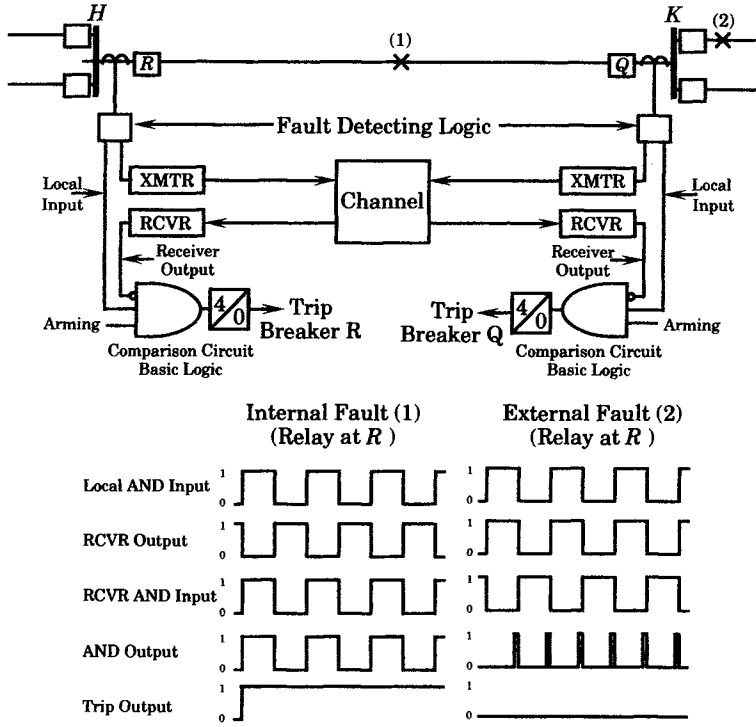 H
K
(1)
(2)
R
Q
Fault Detecting Logic
Local
Input
XMTR
Channel
XMTR
Local
Input
RCVR
RCVR
Receiver
Output
Receiver
Output
4/0
Trip
Breaker R
Trip
Breaker Q
4/0
Arming
Arming
Comparison Circuit
Basic Logic
Comparison Circuit
Basic Logic
Internal Fault (1)
(Relay at R )
External Fault (2)
(Relay at R )
Local AND Input
1
0
1
0
RCVR Output
1
0
1
0
RCVR AND Input
1
0
1
0
AND Output
1
0
1
0
Trip Output
1
0
1
0